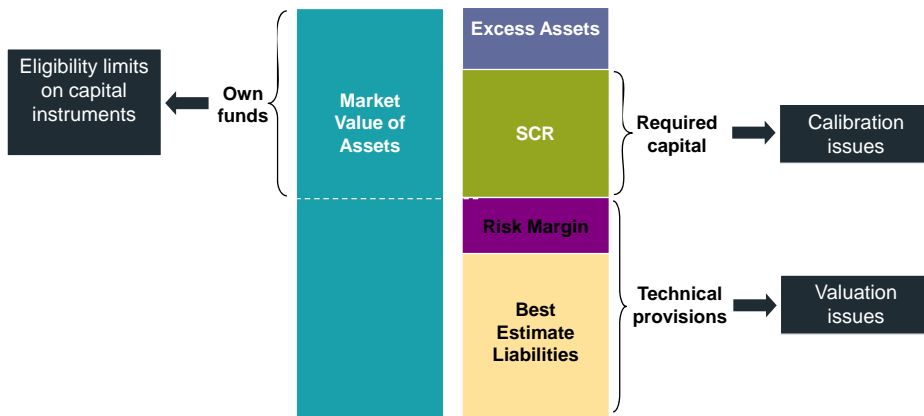 Eligibility limits
on capital
instruments
Own
funds
Market
Value of
Assets
Excess Assets
SCR
Required
capital
Calibration
issues
Risk Margin
Best
Estimate
Liabilities
Technical
provisions
Valuation
issues